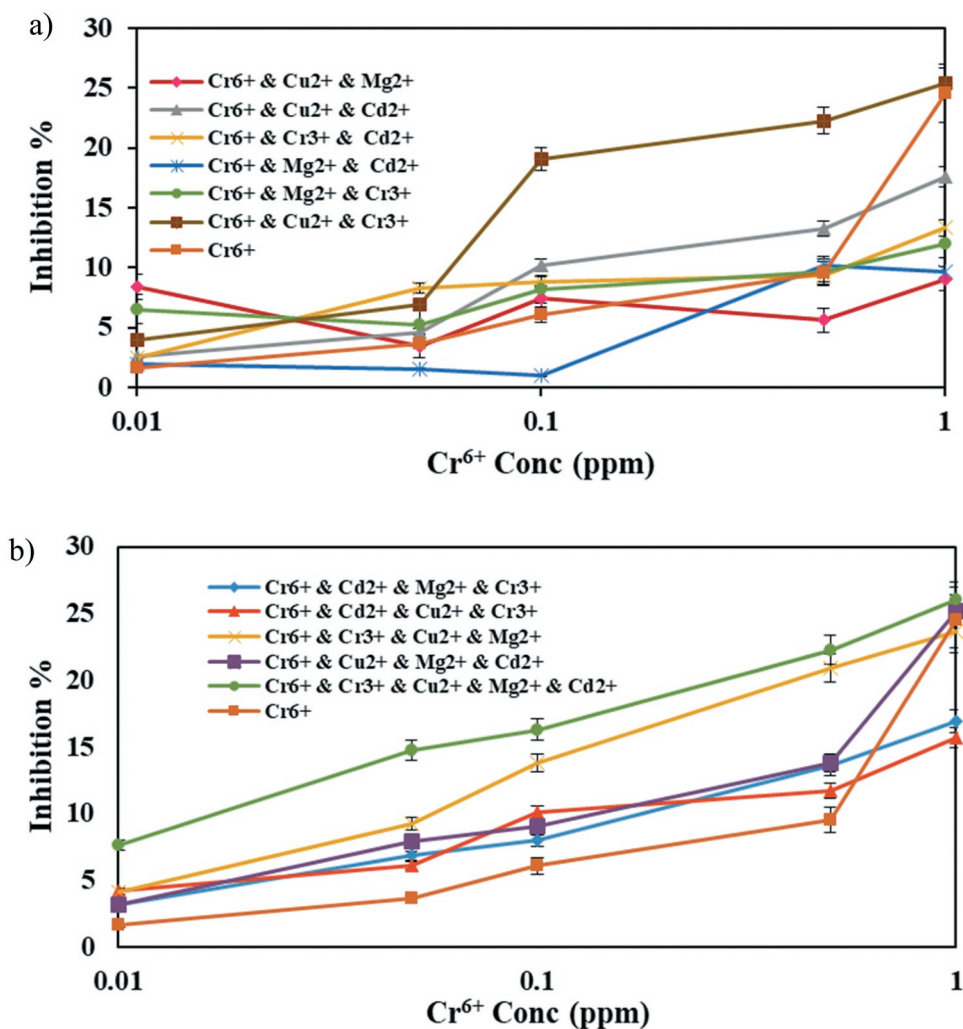 a)
30
25
20
15
10
5
0
Inhibition %
Cr6+ & Cu2+ & Mg2+
Cr6+ & Cu2+ & Cd2+
Cr6+ & Cr3+ & Cd2+
Cr6+ & Mg2+ & Cd2+
Cr6+ & Mg2+ & Cr3+
Cr6+ & Cu2+ & Cr3+
Cr6+
0.01 0.1 1
Cr⁶⁺ Conc (ppm)
b)
30
25
20
15
10
5
0
Inhibition %
Cr6+ & Cd2+ & Mg2+ & Cr3+
Cr6+ & Cd2+ & Cu2+ & Cr3+
Cr6+ & Cr3+ & Cu2+ & Mg2+
Cr6+ & Cu2+ & Mg2+ & Cd2+
Cr6+ & Cr3+ & Cu2+ & Mg2+ & Cd2+
Cr6+
0.01 0.1 1
Cr⁶⁺ Conc (ppm)